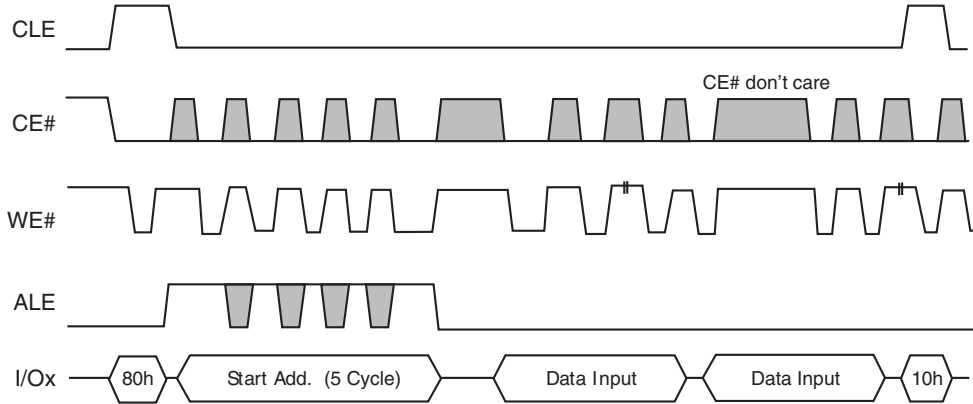 CLE
CE# don't care
CE#
WE#
ALE
I/Ox
80h
Start Add. (5 Cycle)
Data Input
Data Input
10h